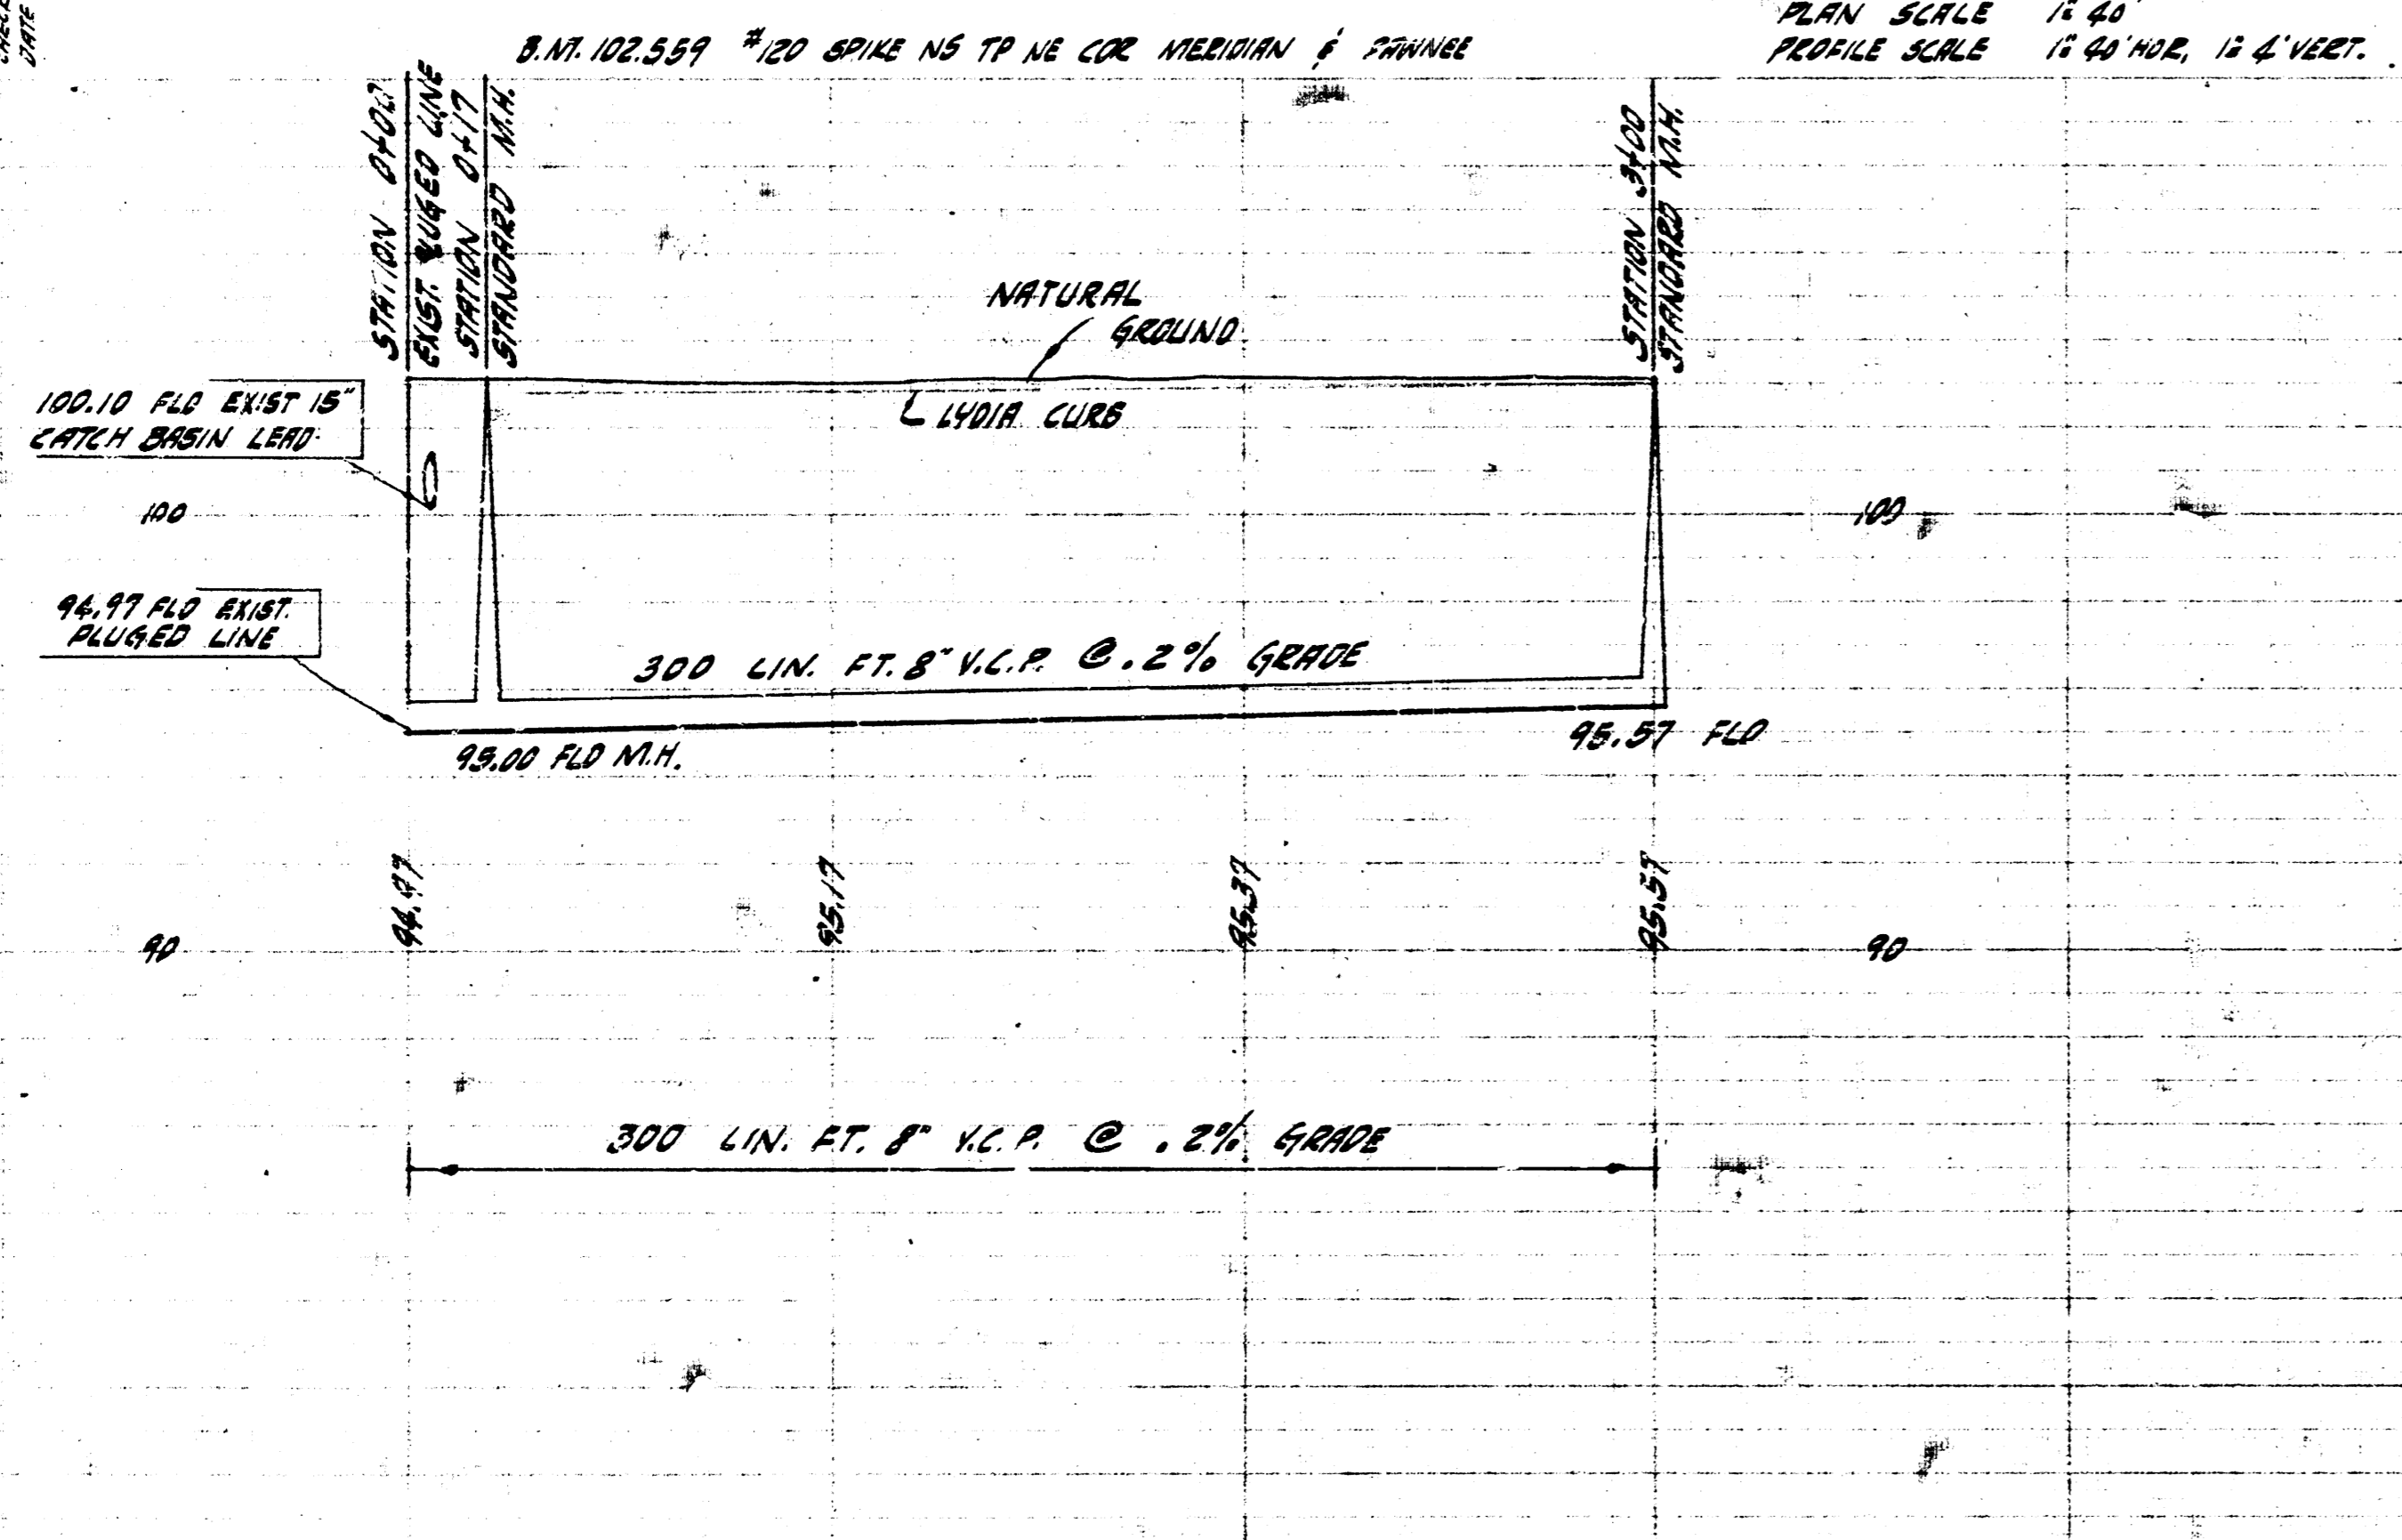 DATE
PLAN SCALE 1"=40'
B.M. 102.559 #120 SPIKE NS TP NE COR MERIDIAN & PAWNEE
PROFILE SCALE 1"=40' HOR, 1"=4' VERT.
STATION 0+00
EXIST. PLUGED LINE
STATION 0+17
STANDARD M.H.
STATION 3+00
STANDARD M.H.
NATURAL
GROUND
100.10 FLO EXIST 15"
CATCH BASIN LEAD
LYDIA CURB
100
100
94.97 FLO EXIST.
PLUGED LINE
300 LIN. FT. 8" V.C.P. @ .2% GRADE
95.00 FLO M.H.
95.57 FLO
94.97
95.17
95.37
95.57
90
90
300 LIN. FT. 8" V.C.P. @ .2% GRADE